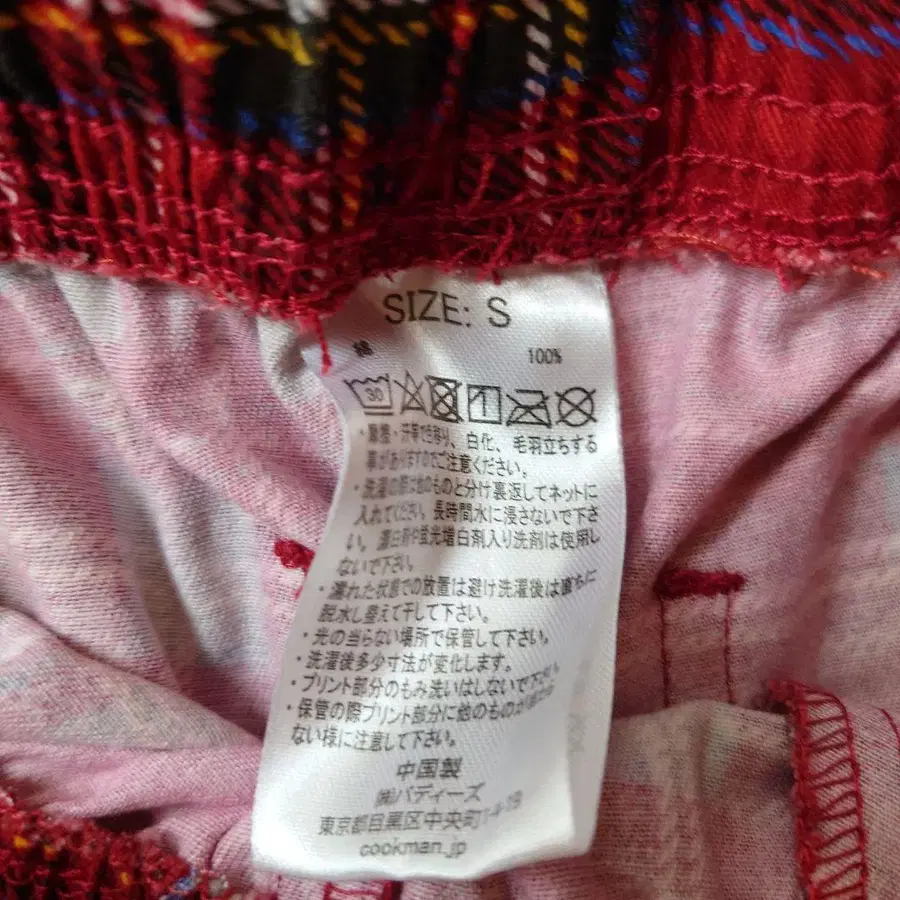 SIZE: S
綿 100%
30
・摩擦・汗等で色移り、白化、毛羽立ちする
事がありますのでご注意ください。
・洗濯の際は他のものと分け裏返してネットに
入れてください。長時間水に浸さないで下さ
い。漂白剤や蛍光増白剤入り洗剤は使用し
ないで下さい。
・濡れた状態での放置は避け洗濯後は直ちに
脱水し整えて干して下さい。
・光の当らない場所で保管して下さい。
・洗濯後多少寸法が変化します。
・プリント部分のもみ洗いはしないで下さい。
・保管の際プリント部分に他のものが
ない様に注意して下さい。
中国製
㈱バディーズ
東京都目黒区中央町1-4-19
cookman.jp